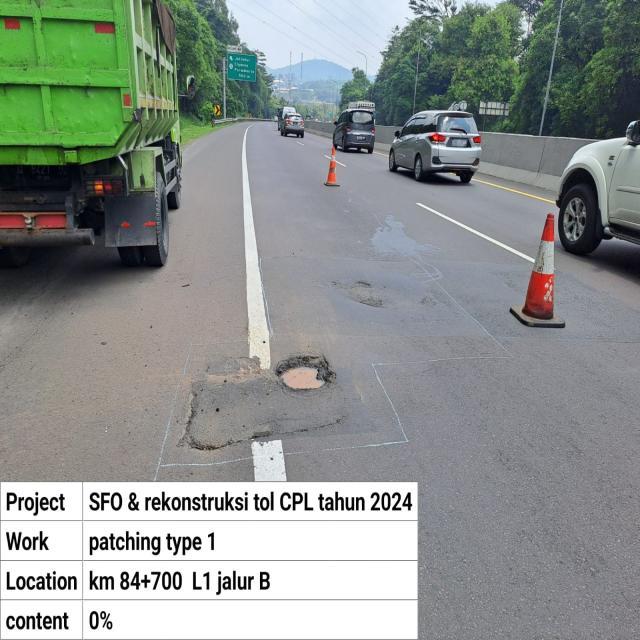 Project SFO & rekonstruksi tol CPL tahun 2024
Work patching type 1
Location km 84+700 L1 jalur B
content 0%